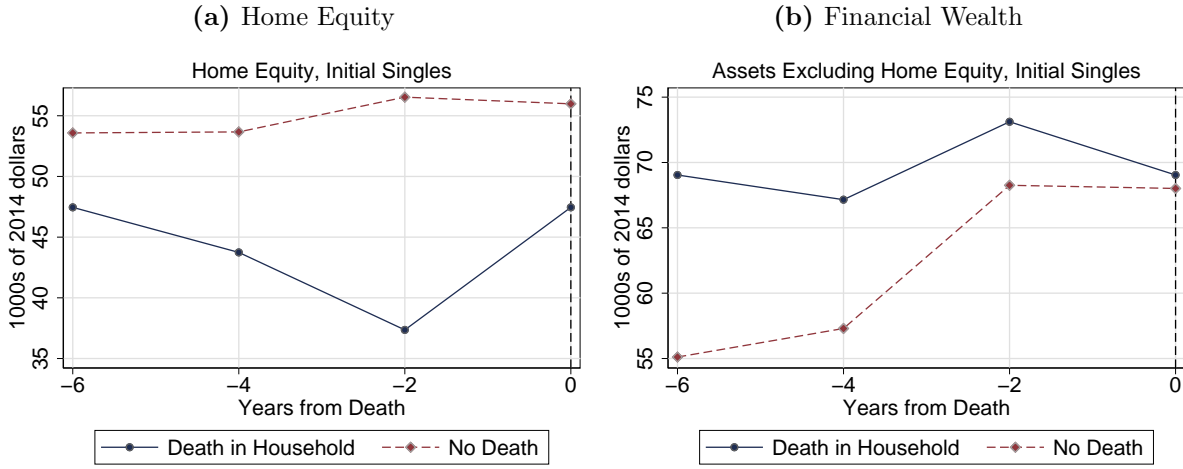 (a) Home Equity
Home Equity, Initial Singles
1000s of 2014 dollars
55
50
45
40
35
−6
−4
−2
0
Years from Death
Death in Household
No Death
(b) Financial Wealth
Assets Excluding Home Equity, Initial Singles
1000s of 2014 dollars
75
70
65
60
55
−6
−4
−2
0
Years from Death
Death in Household
No Death